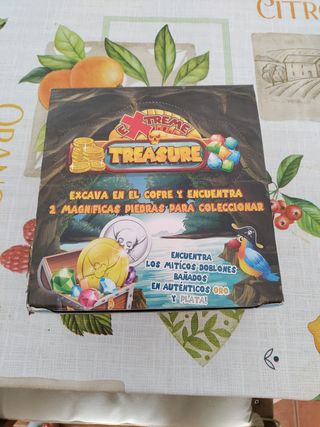 CITRO
ORANG
EXTREME
TREASURE
EXCAVA EN EL COFRE Y ENCUENTRA
2 MAGNIFICAS PIEDRAS PARA COLECCIONAR
ENCUENTRA
LOS MITICOS DOBLONES
BAÑADOS
EN AUTÉNTICOS ORO
Y PLATA!